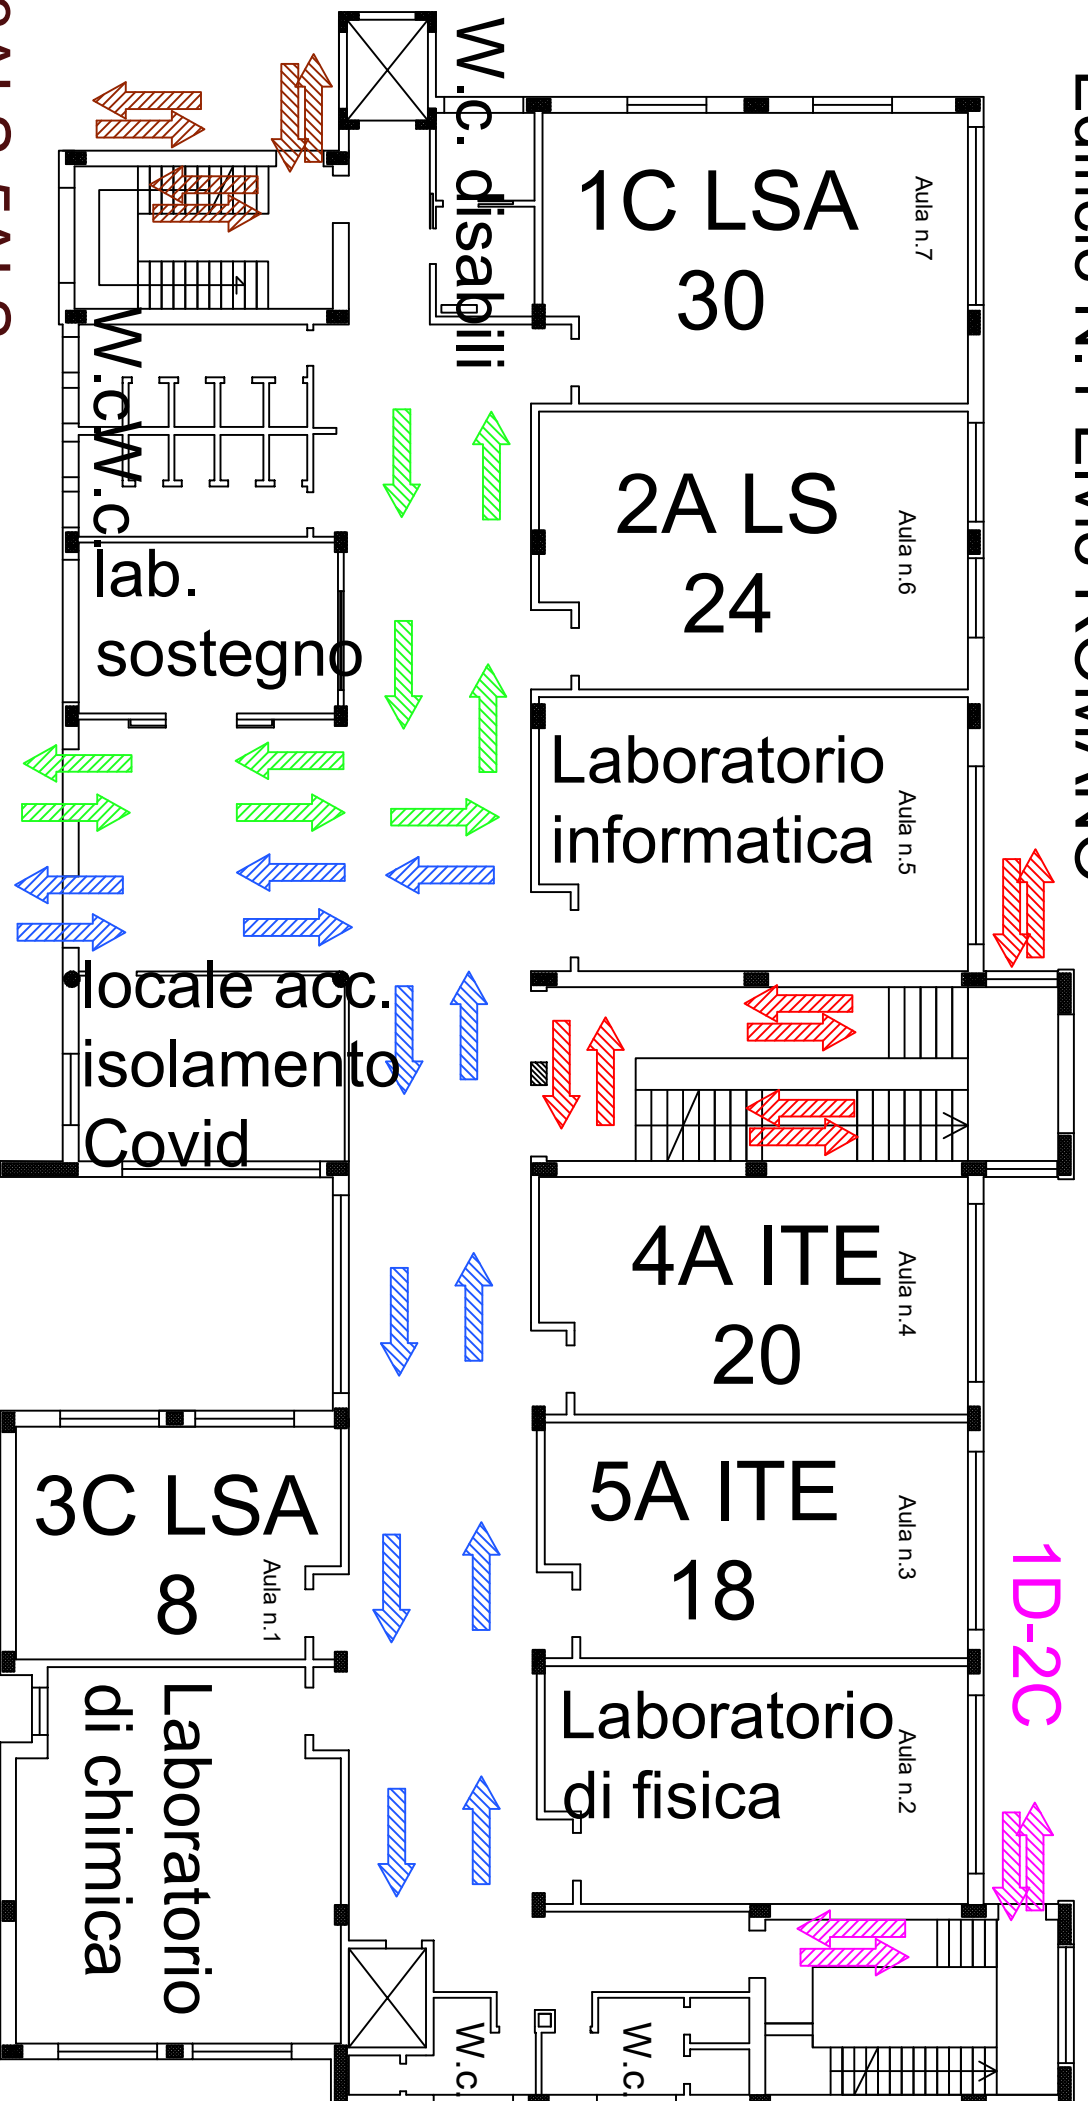 W.c. disabili
1C LSA
30
Aula n.7
W.c.
W.c.
2A LS
24
Aula n.6
lab.
sostegno
Laboratorio
informatica
Aula n.5
locale acc.
isolamento
Covid
4A ITE
20
Aula n.4
3C LSA
8
Aula n.1
5A ITE
18
Aula n.3
1D-2C
Laboratorio
di chimica
Laboratorio
di fisica
Aula n.2
W.c.
W.c.